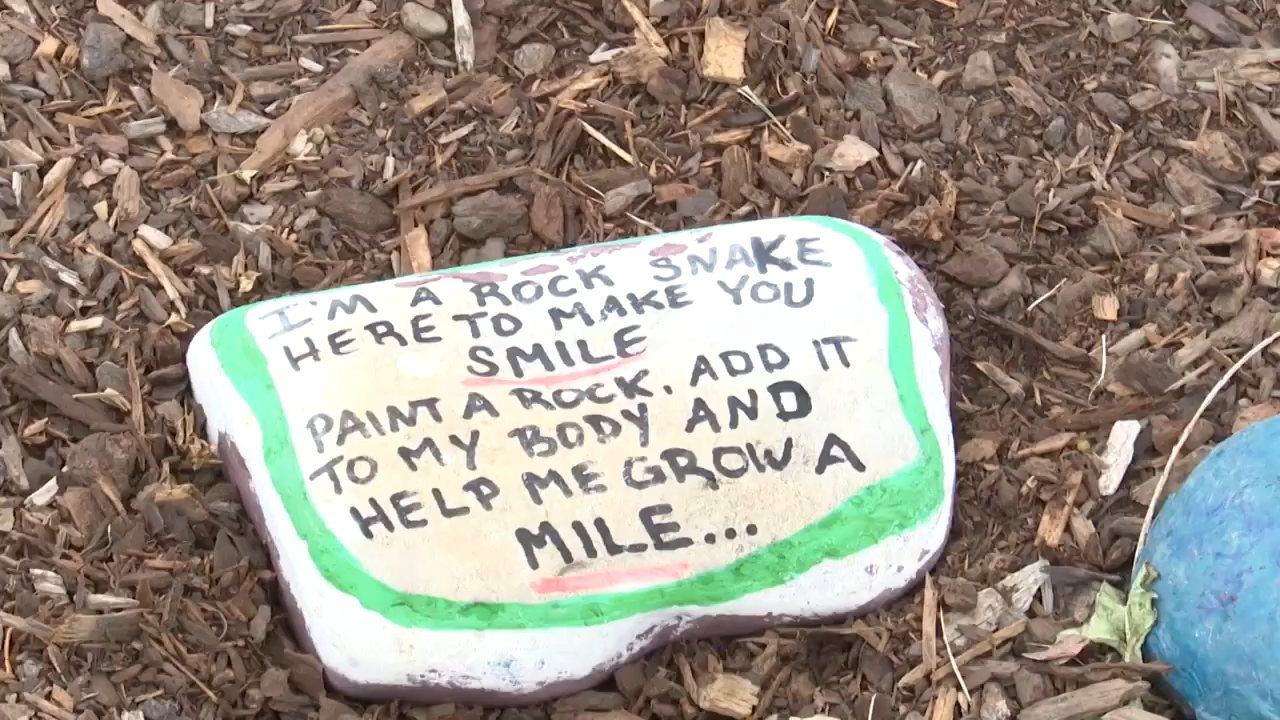 I'M A ROCK SNAKE
HERE TO MAKE YOU
SMILE
PAINT A ROCK. ADD IT
TO MY BODY AND
HELP ME GROW A
MILE...